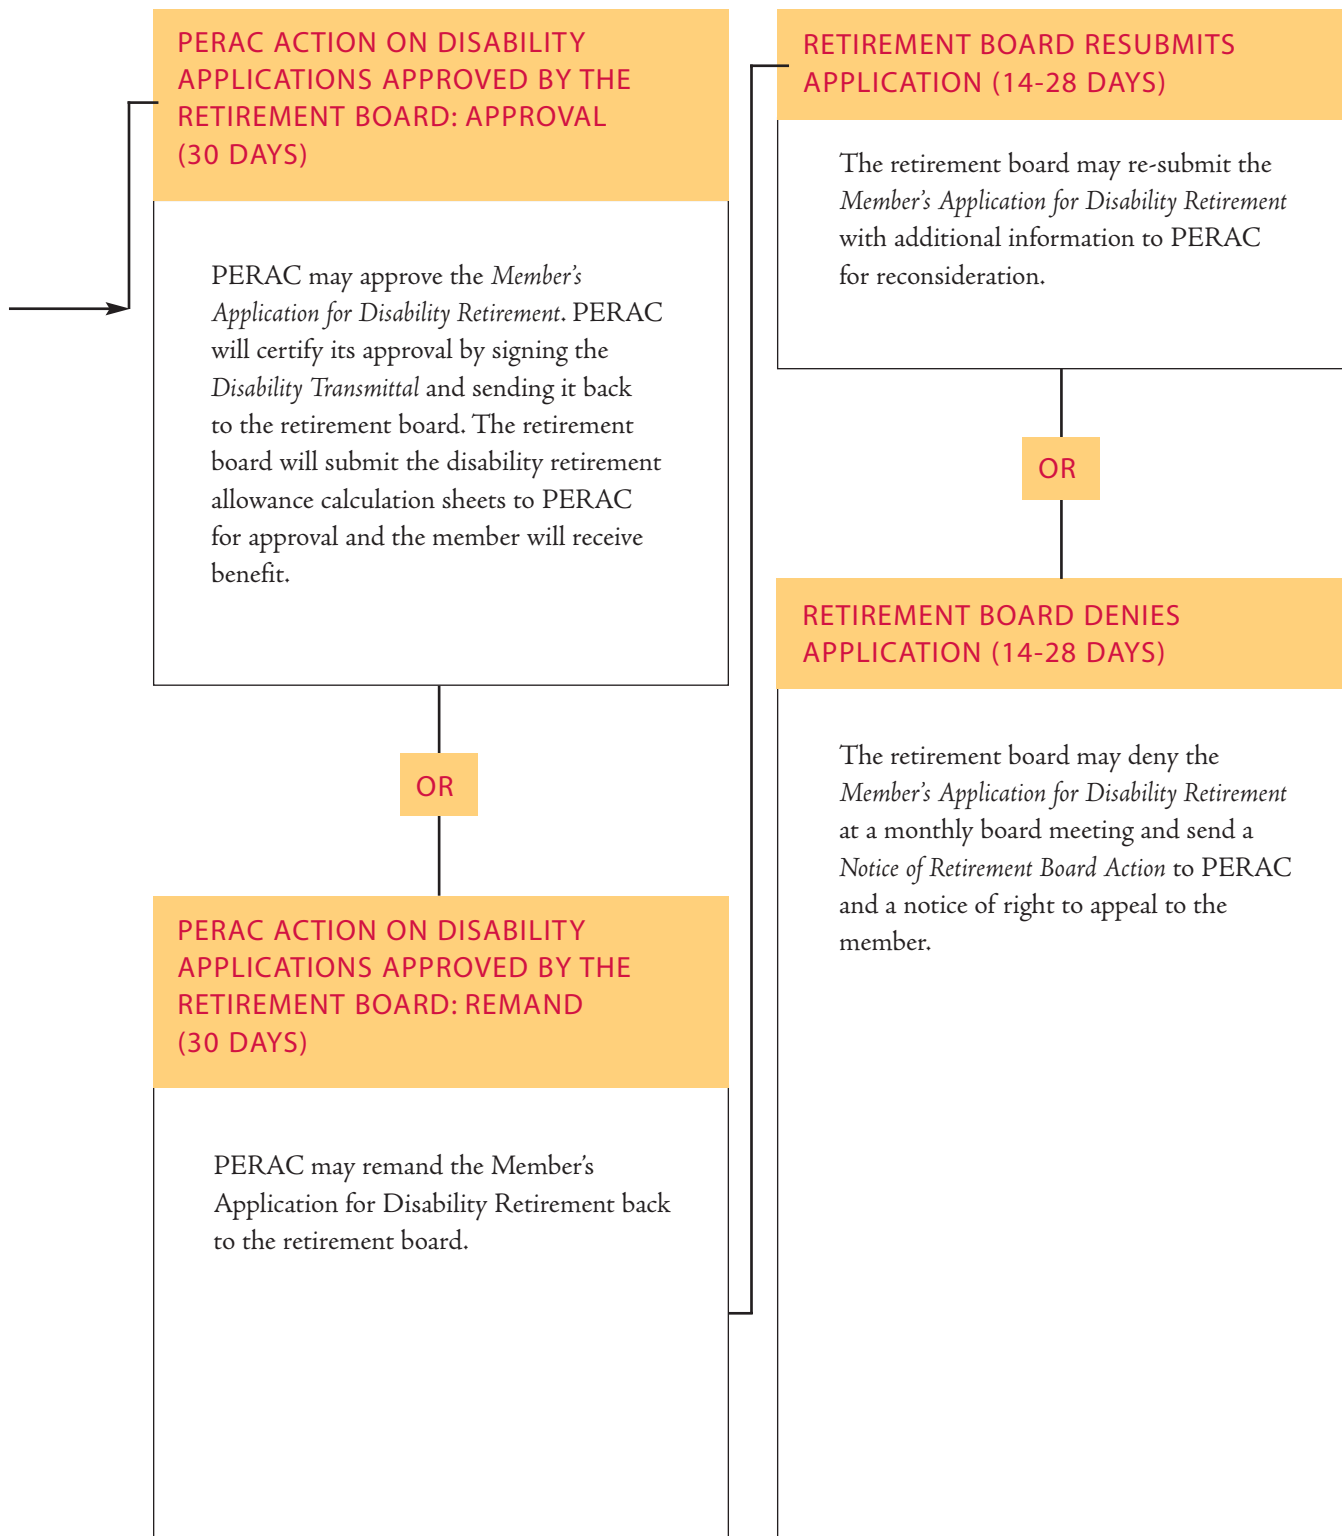 PERAC ACTION ON DISABILITY
APPLICATIONS APPROVED BY THE
RETIREMENT BOARD: APPROVAL
(30 DAYS)
PERAC may approve the Member's
Application for Disability Retirement. PERAC
will certify its approval by signing the
Disability Transmittal and sending it back
to the retirement board. The retirement
board will submit the disability retirement
allowance calculation sheets to PERAC
for approval and the member will receive
benefit.
OR
PERAC ACTION ON DISABILITY
APPLICATIONS APPROVED BY THE
RETIREMENT BOARD: REMAND
(30 DAYS)
PERAC may remand the Member's
Application for Disability Retirement back
to the retirement board.
RETIREMENT BOARD RESUBMITS
APPLICATION (14-28 DAYS)
The retirement board may re-submit the
Member's Application for Disability Retirement
with additional information to PERAC
for reconsideration.
OR
RETIREMENT BOARD DENIES
APPLICATION (14-28 DAYS)
The retirement board may deny the
Member's Application for Disability Retirement
at a monthly board meeting and send a
Notice of Retirement Board Action to PERAC
and a notice of right to appeal to the
member.